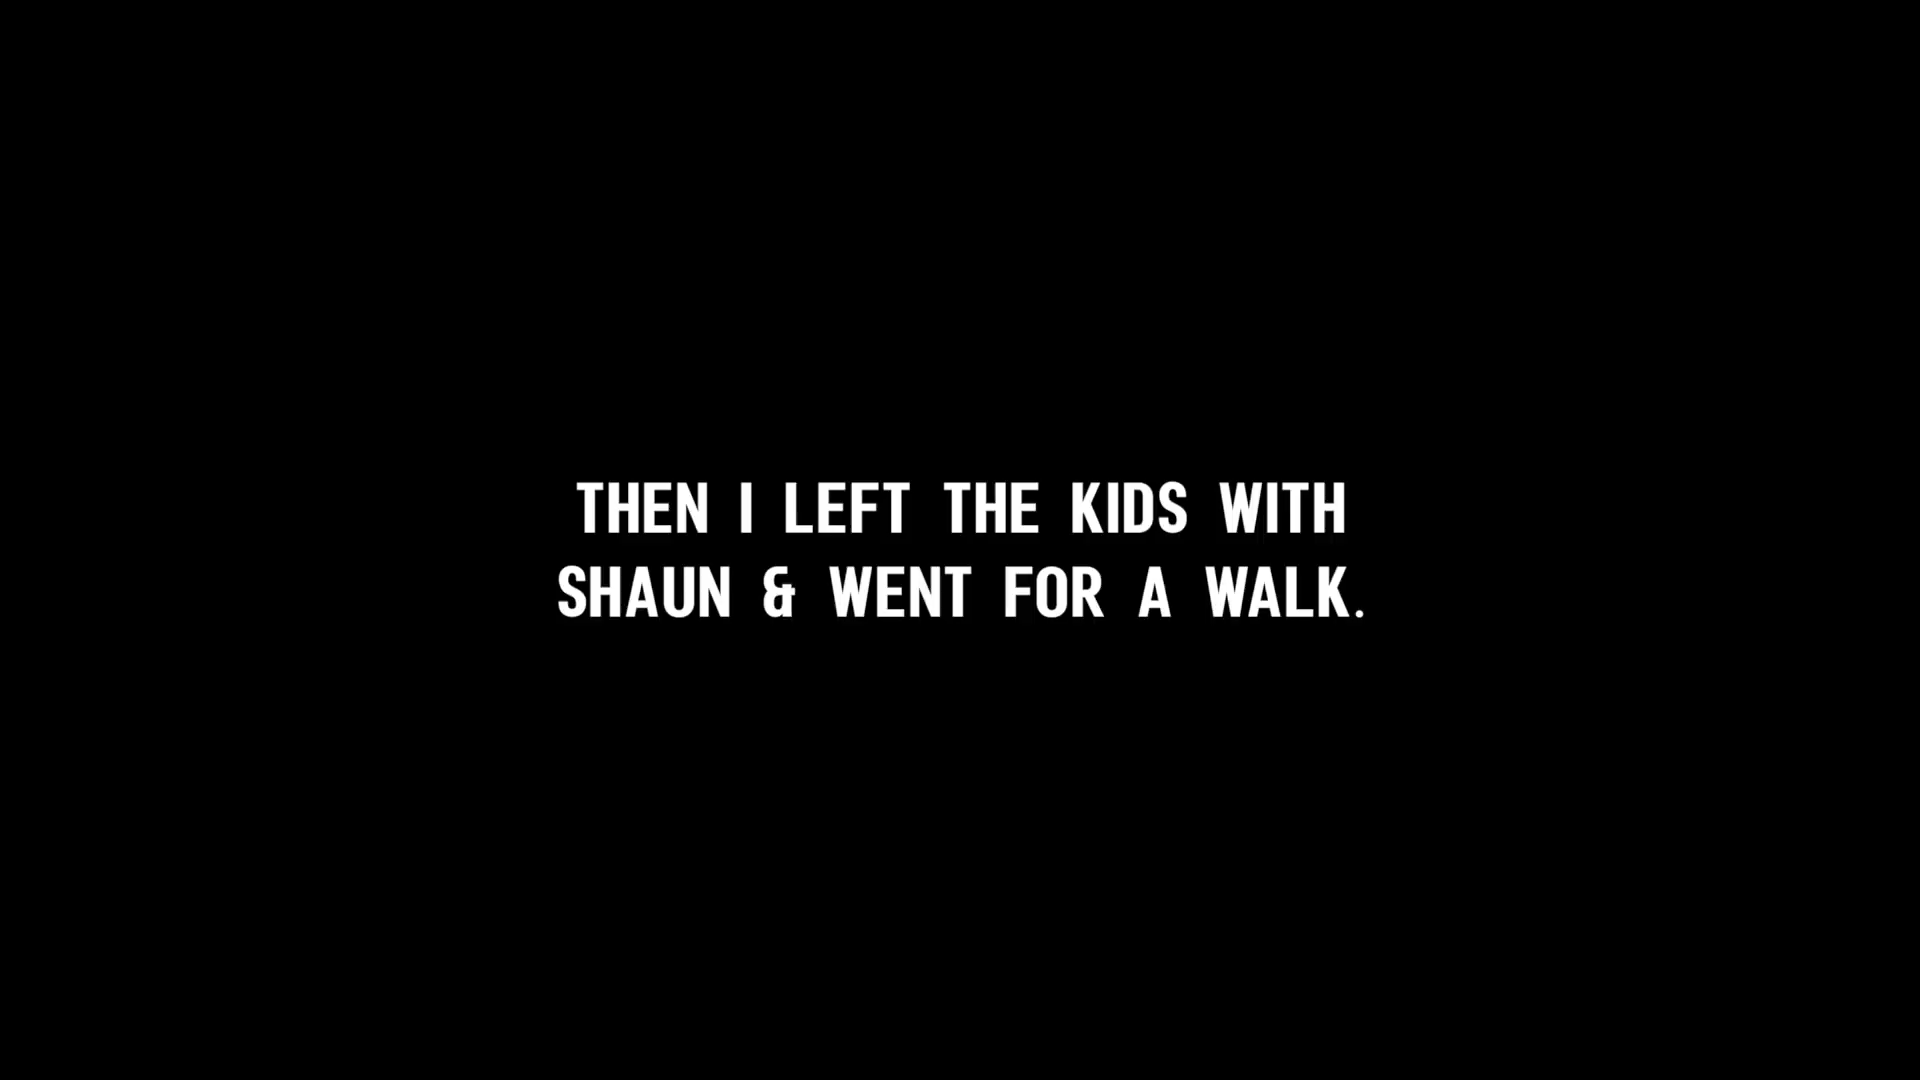 THEN I LEFT THE KIDS WITH
SHAUN & WENT FOR A WALK.